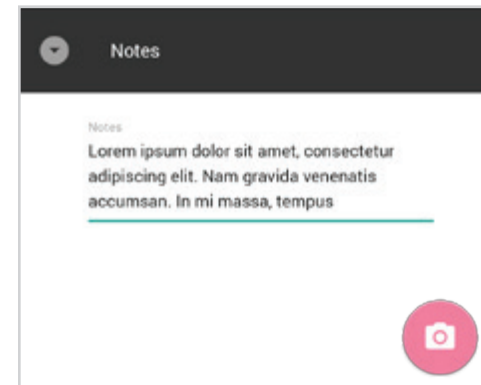 Notes
Notes
Lorem ipsum dolor sit amet, consectetur
adipiscing elit. Nam gravida venenatis
accumsan. In mi massa, tempus